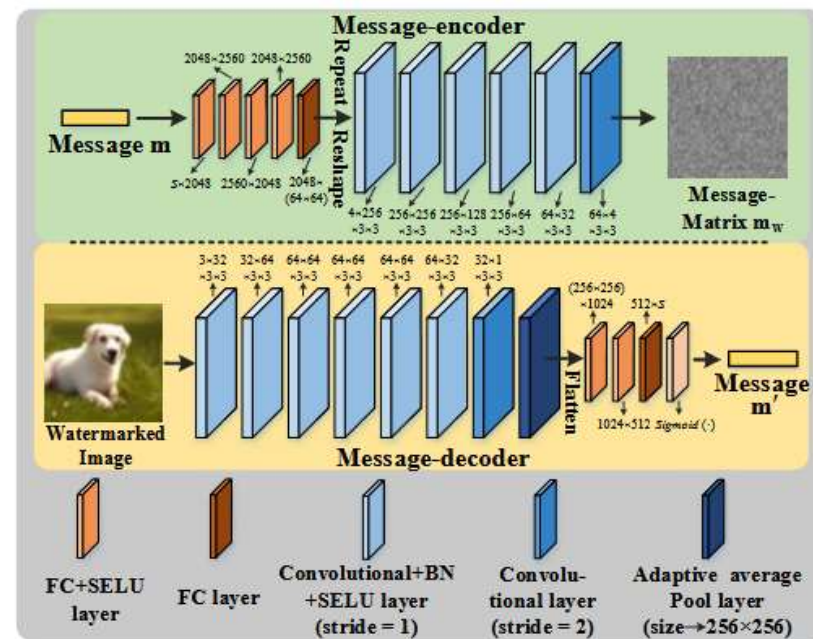 Message-encoder
2048×2560 2048×2560
Message m
S×2048 2560×2048 2048×
(64×64)
Repeat
Reshape
4×256 256×256 256×128 256×64 64×32 64×4
×3×3 ×3×3 ×3×3 ×3×3 ×3×3 ×3×3
Message-
Matrix m_w
3×32 32×64 64×64 64×64 64×64 64×32 32×1
×3×3 ×3×3 ×3×3 ×3×3 ×3×3 ×3×3 ×3×3
Watermarked
Image
(256×256)
×1024 512×s
Flatten
1024×512 Sigmoid (·)
Message
m′
Message-decoder
FC+SELU
layer
FC layer
Convolutional+BN
+SELU layer
(stride = 1)
Convolu-
tional layer
(stride = 2)
Adaptive average
Pool layer
(size→256×256)